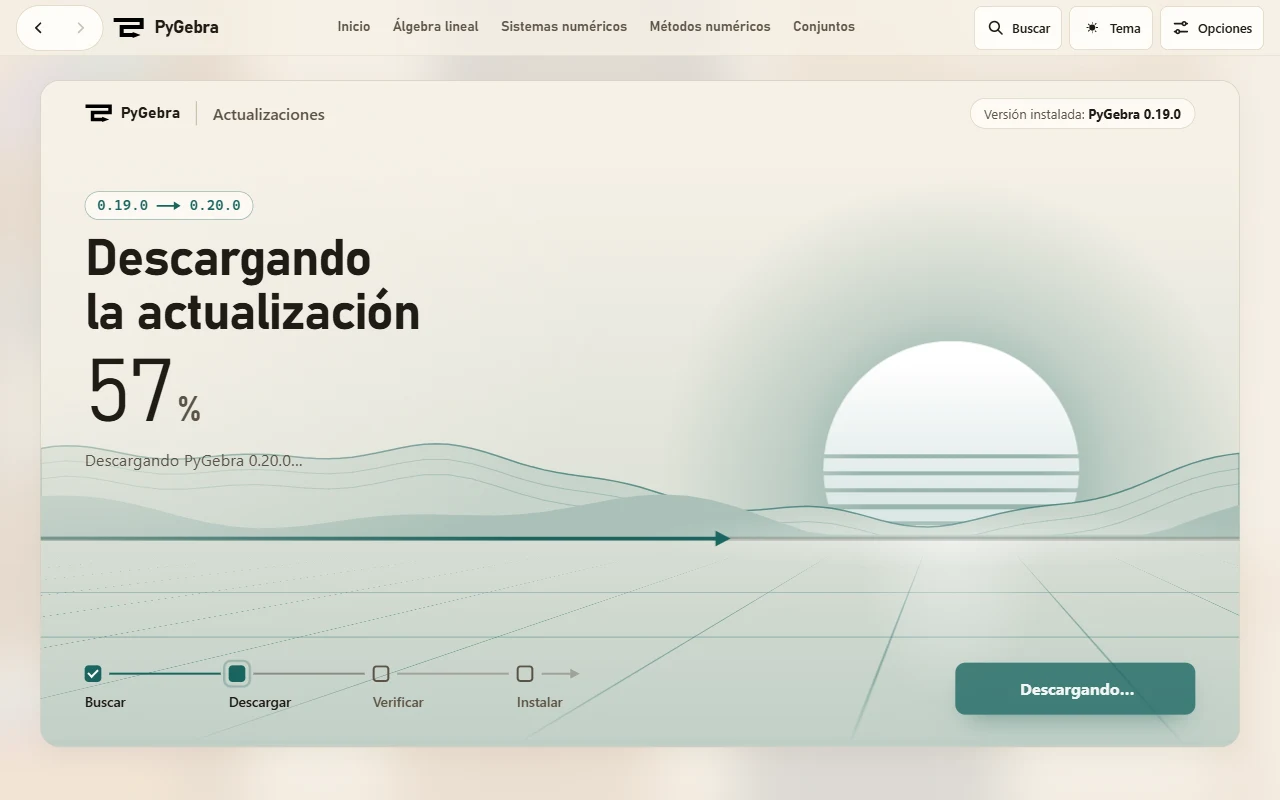 PyGebra
Inicio
Álgebra lineal
Sistemas numéricos
Métodos numéricos
Conjuntos
Buscar
Tema
Opciones
PyGebra
Actualizaciones
Versión instalada: PyGebra 0.19.0
0.19.0 → 0.20.0
Descargando
la actualización
57 %
Descargando PyGebra 0.20.0...
Buscar
Descargar
Verificar
Instalar
Descargando...